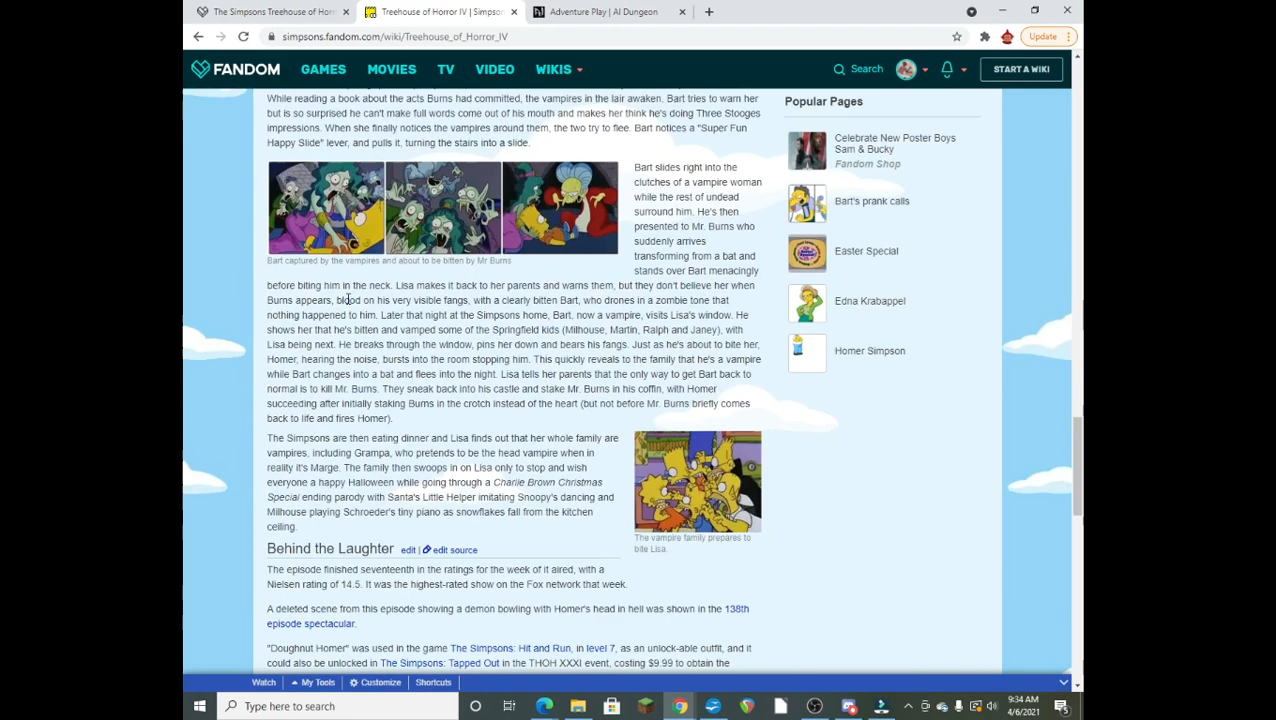 The Simpsons Treehouse of Hor
Treehouse of Horror IV | Simpson
Adventure Play | AI Dungeon
simpsons.fandom.com/wiki/Treehouse_of_Horror_IV
Update
FANDOM GAMES MOVIES TV VIDEO WIKIS Search START A WIKI
While reading a book about the acts Burns had committed, the vampires in the lair awaken. Bart tries to warn her
but is so surprised he can't make full words come out of his mouth and makes her think he's doing Three Stooges
impressions. When she finally notices the vampires around them, the two try to flee. Bart notices a "Super Fun
Happy Slide" lever, and pulls it, turning the stairs into a slide.
Bart slides right into the
clutches of a vampire woman
while the rest of undead
surround him. He's then
presented to Mr. Burns who
suddenly arrives
transforming from a bat and
stands over Bart menacingly
Bart captured by the vampires and about to be bitten by Mr Burns
before biting him in the neck. Lisa makes it back to her parents and warns them, but they don't believe her when
Burns appears, blood on his very visible fangs, with a clearly bitten Bart, who drones in a zombie tone that
nothing happened to him. Later that night at the Simpsons home, Bart, now a vampire, visits Lisa's window. He
shows her that he's bitten and vamped some of the Springfield kids (Milhouse, Martin, Ralph and Janey), with
Lisa being next. He breaks through the window, pins her down and bears his fangs. Just as he's about to bite her,
Homer, hearing the noise, bursts into the room stopping him. This quickly reveals to the family that he's a vampire
while Bart changes into a bat and flees into the night. Lisa tells her parents that the only way to get Bart back to
normal is to kill Mr. Burns. They sneak back into his castle and stake Mr. Burns in his coffin, with Homer
succeeding after initially staking Burns in the crotch instead of the heart (but not before Mr. Burns briefly comes
back to life and fires Homer).
The Simpsons are then eating dinner and Lisa finds out that her whole family are
vampires, including Grampa, who pretends to be the head vampire when in
reality it's Marge. The family then swoops in on Lisa only to stop and wish
everyone a happy Halloween while going through a Charlie Brown Christmas
Special ending parody with Santa's Little Helper imitating Snoopy's dancing and
Milhouse playing Schroeder's tiny piano as snowflakes fall from the kitchen
ceiling.
The vampire family prepares to
bite Lisa.
Behind the Laughter edit | edit source
The episode finished seventeenth in the ratings for the week of it aired, with a
Nielsen rating of 14.5. It was the highest-rated show on the Fox network that week.
A deleted scene from this episode showing a demon bowling with Homer's head in hell was shown in the 138th
episode spectacular.
"Doughnut Homer" was used in the game The Simpsons: Hit and Run, in level 7, as an unlock-able outfit, and it
could also be unlocked in The Simpsons: Tapped Out in the THOH XXXI event, costing $9.99 to obtain the
Popular Pages
Celebrate New Poster Boys
Sam & Bucky
Fandom Shop
Bart's prank calls
Easter Special
Edna Krabappel
Homer Simpson
Watch My Tools Customize Shortcuts
Type here to search
9:34 AM
4/6/2021
5